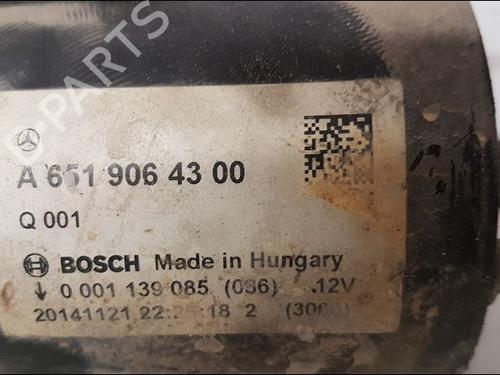 B-PARTS
A 651 906 43 00
Q 001
BOSCH Made in Hungary
↓ 0 001 139 085 (086) 12V
20141121 18 2